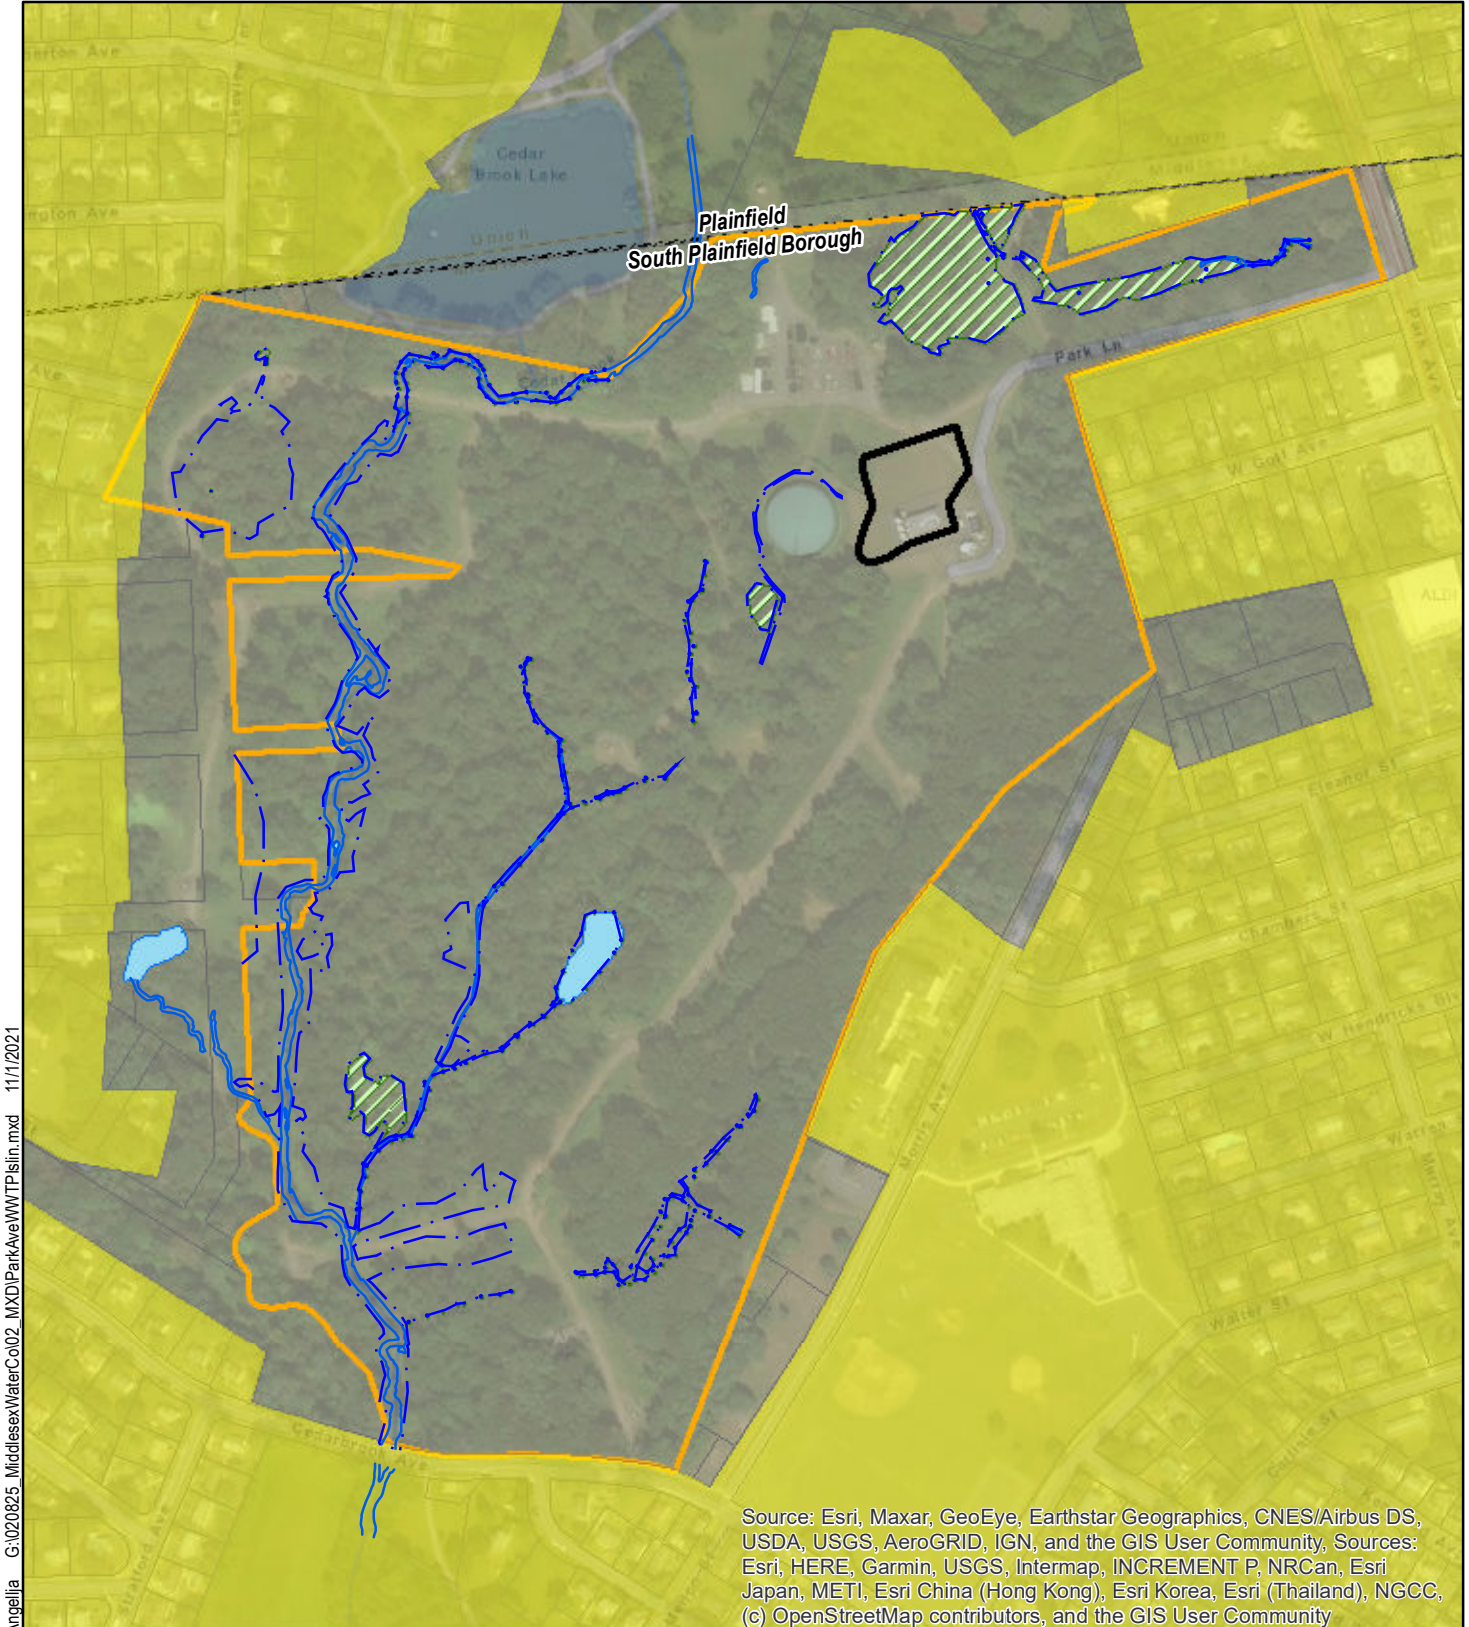 Cedar
Brook Lake
Union
Plainfield
South Plainfield Borough
Park Ln
W Golf Ave
Eleanor St
Chambers St
W Hendricks Blvd
Morris Ave
Walter St
Cedarbrook Ave
Source: Esri, Maxar, GeoEye, Earthstar Geographics, CNES/Airbus DS,
USDA, USGS, AeroGRID, IGN, and the GIS User Community, Sources:
Esri, HERE, Garmin, USGS, Intermap, INCREMENT P, NRCan, Esri
Japan, METI, Esri China (Hong Kong), Esri Korea, Esri (Thailand), NGCC,
(c) OpenStreetMap contributors, and the GIS User Community
G:\020825_MiddlesexWaterCo\02_MXD\ParkAveWWTPIslin.mxd 11/1/2021